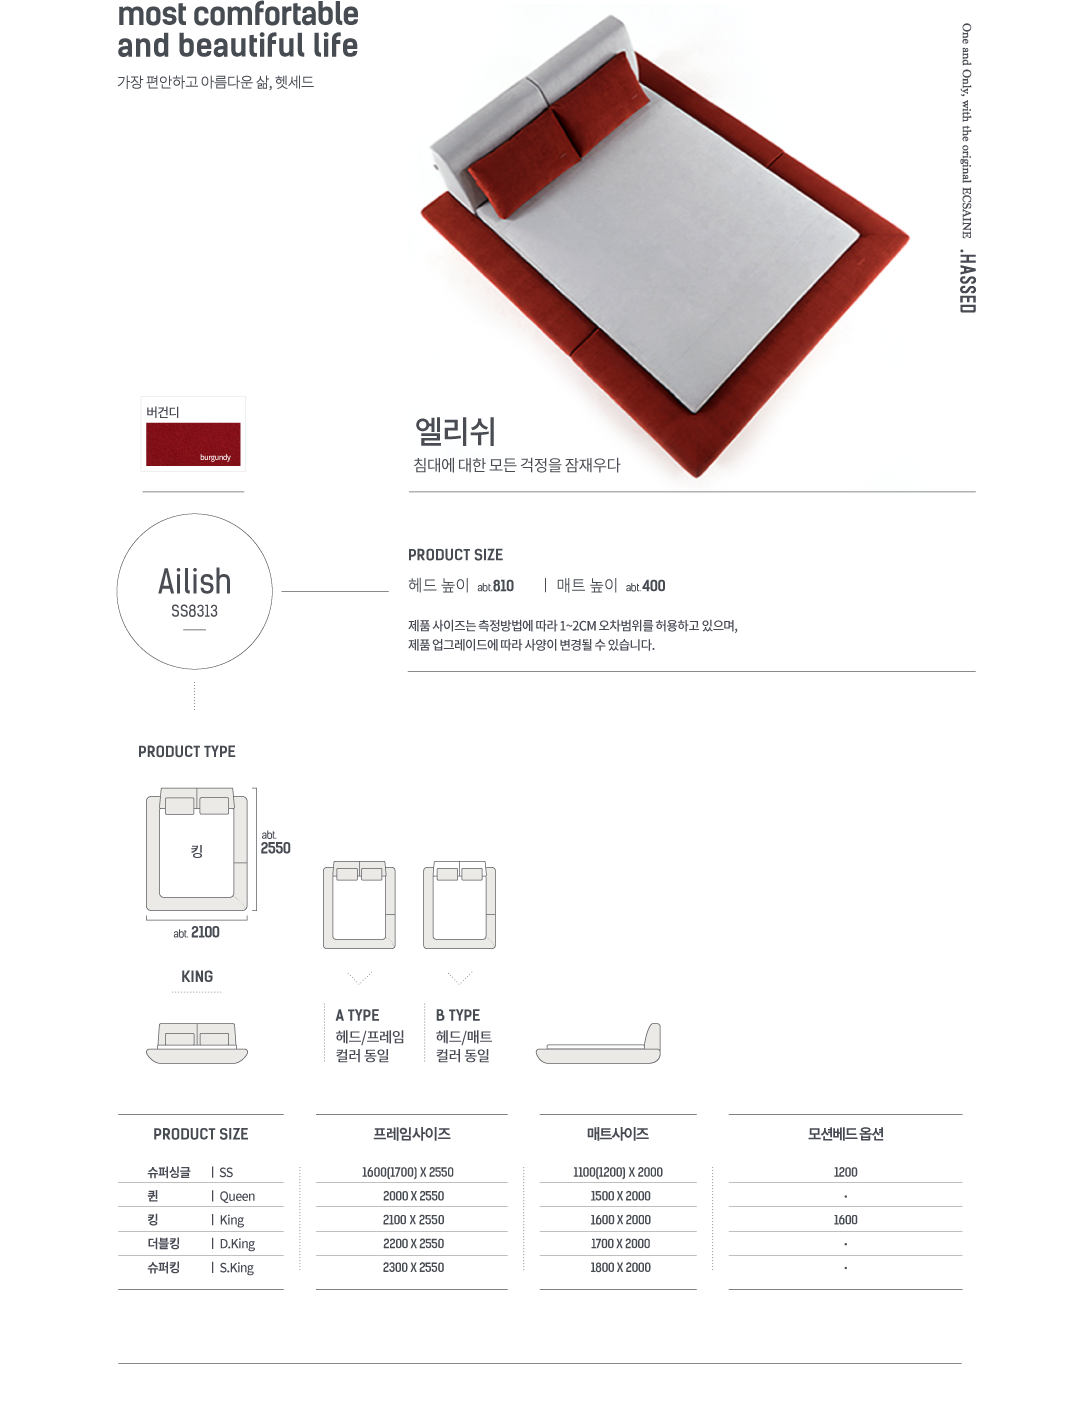 most comfortable
and beautiful life
가장 편안하고 아름다운 삶, 헷세드
One and Only, with the original ECSAINE .HASSED
버건디
burgundy
엘리쉬
침대에 대한 모든 걱정을 잠재우다
Ailish
SS8313
PRODUCT SIZE
헤드 높이 abt.810 | 매트 높이 abt.400
제품 사이즈는 측정방법에 따라 1~2CM 오차범위를 허용하고 있으며,
제품 업그레이드에 따라 사양이 변경될 수 있습니다.
PRODUCT TYPE
킹
abt.
2550
abt. 2100
KING
A TYPE
헤드/프레임
컬러 동일
B TYPE
헤드/매트
컬러 동일
PRODUCT SIZE 프레임사이즈 매트사이즈 모션베드 옵션
슈퍼싱글 | SS 1600(1700) X 2550 1100(1200) X 2000 1200
퀸 | Queen 2000 X 2550 1500 X 2000 -
킹 | King 2100 X 2550 1600 X 2000 1600
더블킹 | D.King 2200 X 2550 1700 X 2000 -
슈퍼킹 | S.King 2300 X 2550 1800 X 2000 -